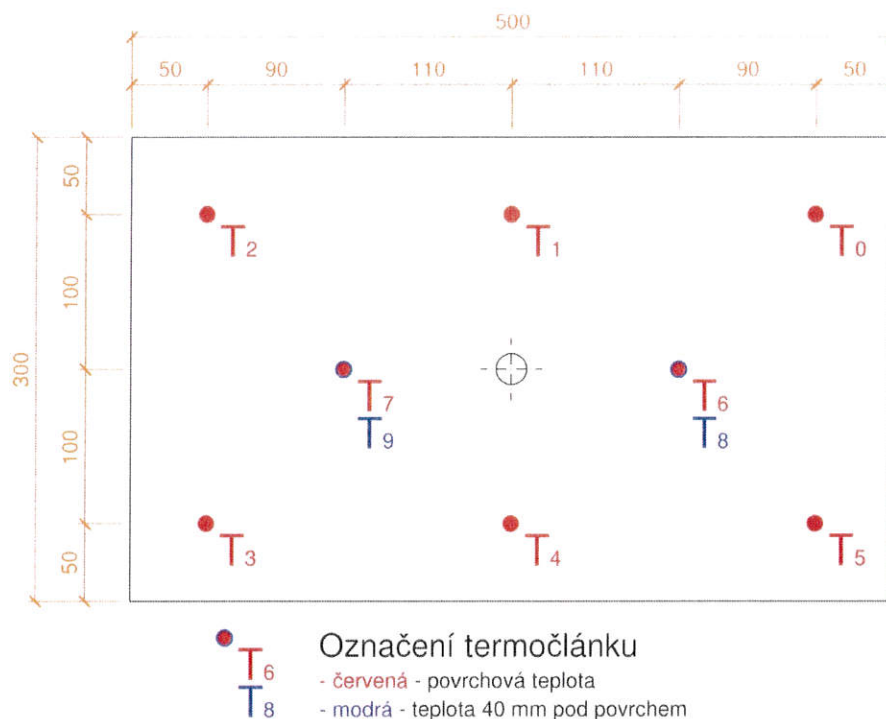 500
50 90 110 110 90 50
50
T2 T1 T0
100
300
T7 T6
T9 T8
100
T3 T4 T5
50
Označení termočlánku
T6
- červená - povrchová teplota
T8
- modrá - teplota 40 mm pod povrchem